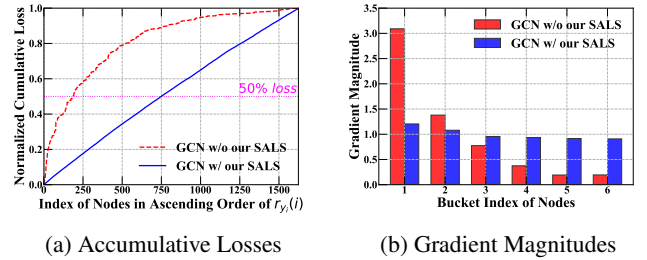 Normalized Cumulative Loss
1.0
0.8
0.6
0.4
0.2
0.0
50% loss
GCN w/o our SALS
GCN w/ our SALS
0 250 500 750 1000 1250 1500
Index of Nodes in Ascending Order of r_{y_i}(i)
(a) Accumulative Losses
Gradient Magnitude
3.5
3.0
2.5
2.0
1.5
1.0
0.5
0.0
GCN w/o our SALS
GCN w/ our SALS
1 2 3 4 5 6
Bucket Index of Nodes
(b) Gradient Magnitudes